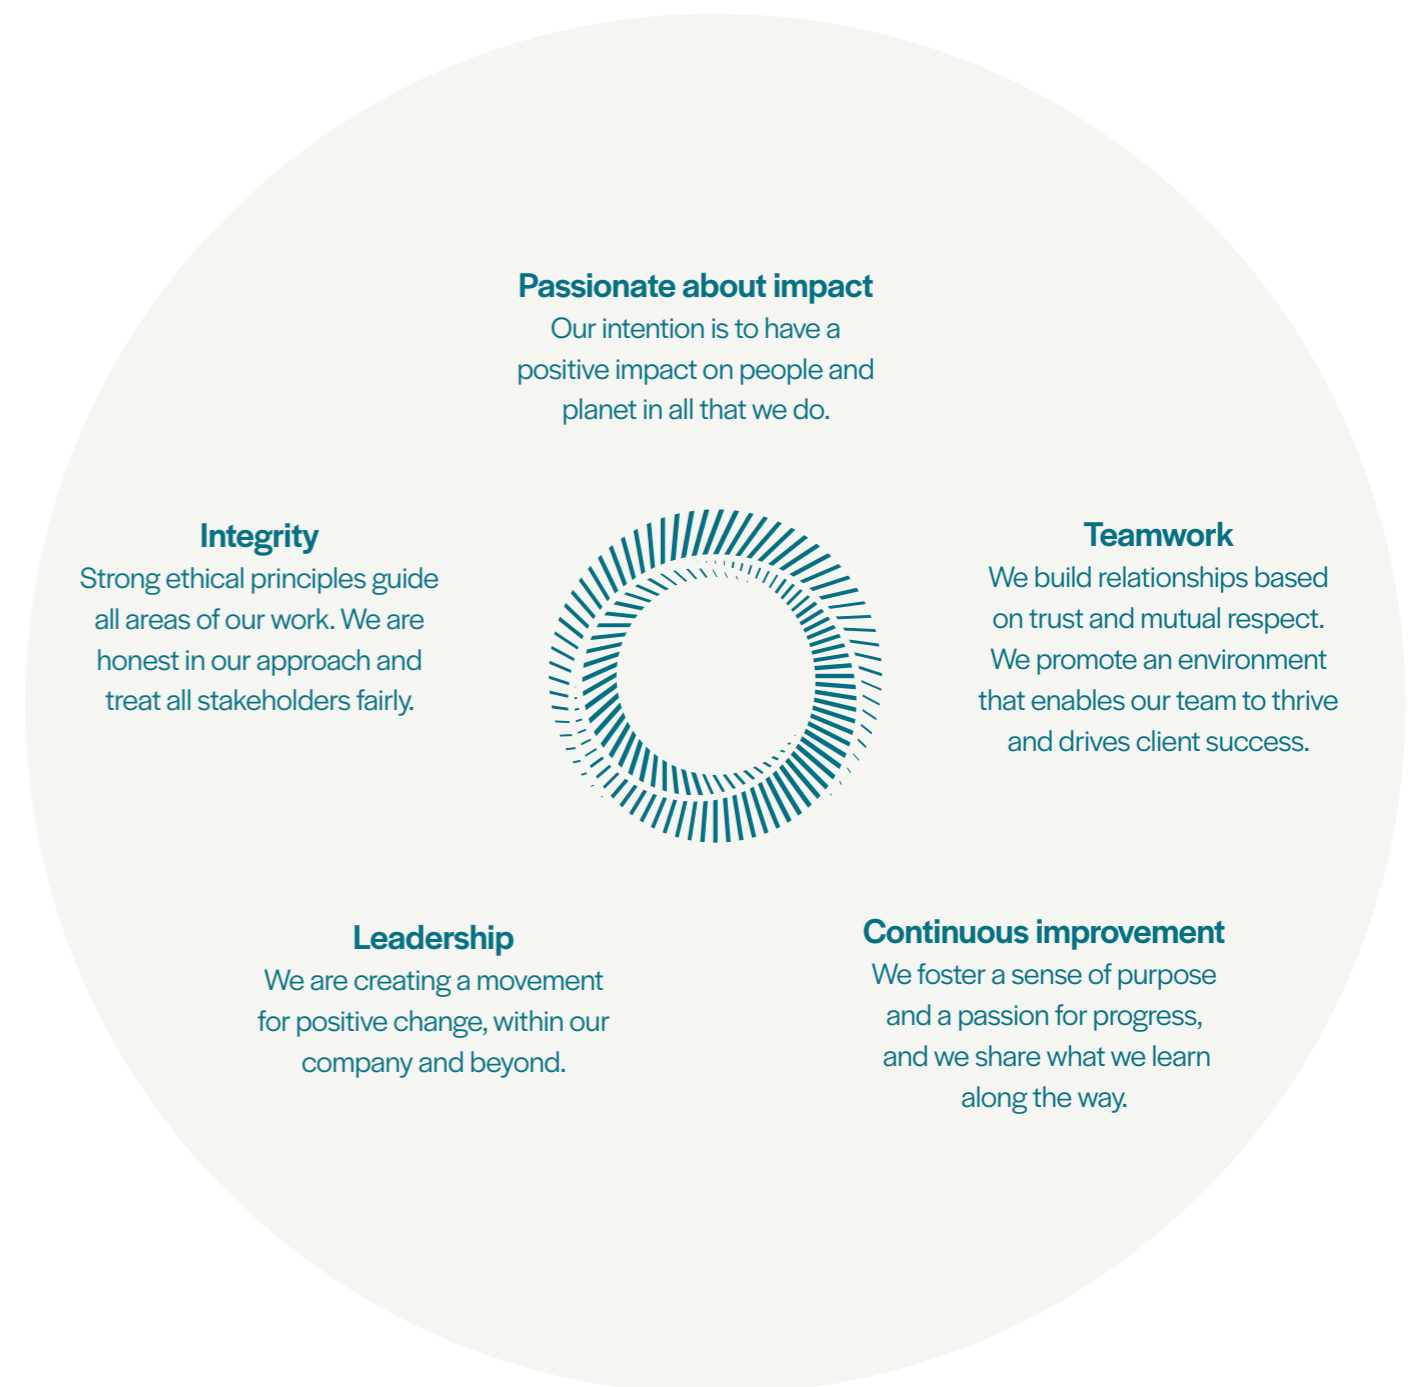 Passionate about impact
Our intention is to have a
positive impact on people and
planet in all that we do.
Integrity
Strong ethical principles guide
all areas of our work. We are
honest in our approach and
treat all stakeholders fairly.
Teamwork
We build relationships based
on trust and mutual respect.
We promote an environment
that enables our team to thrive
and drives client success.
Leadership
We are creating a movement
for positive change, within our
company and beyond.
Continuous improvement
We foster a sense of purpose
and a passion for progress,
and we share what we learn
along the way.